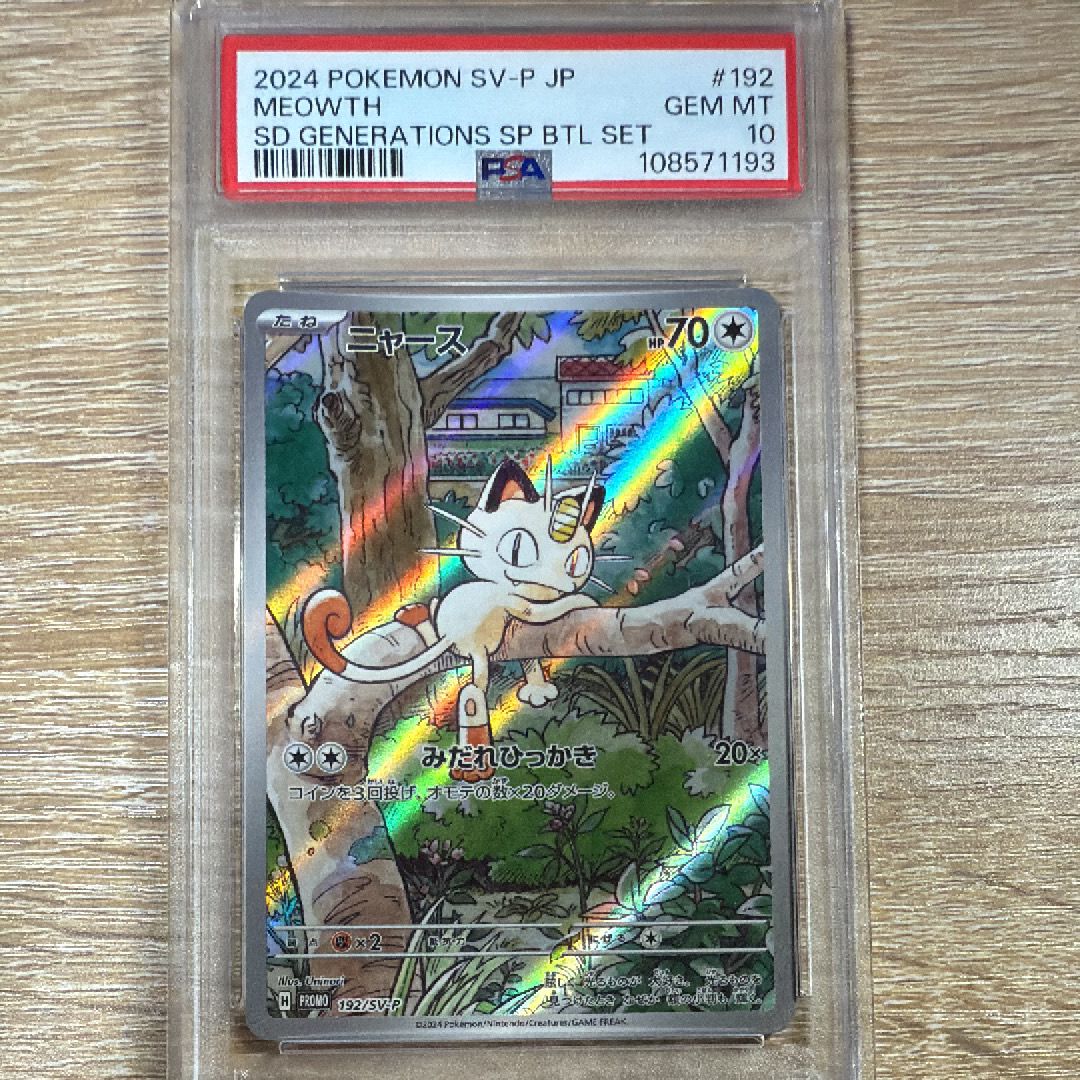 2024 POKEMON SV-P JP #192
MEOWTH GEM MT
SD GENERATIONS SP BTL SET 10
108571193
PSA
たね ニャース HP70
みだれひっかき 20×
コインを3回投げ、オモテの数×20ダメージ。
×2
Illus. Uninori
H PROMO 192/SV-P
©2024 Pokémon/Nintendo/Creatures/GAME FREAK